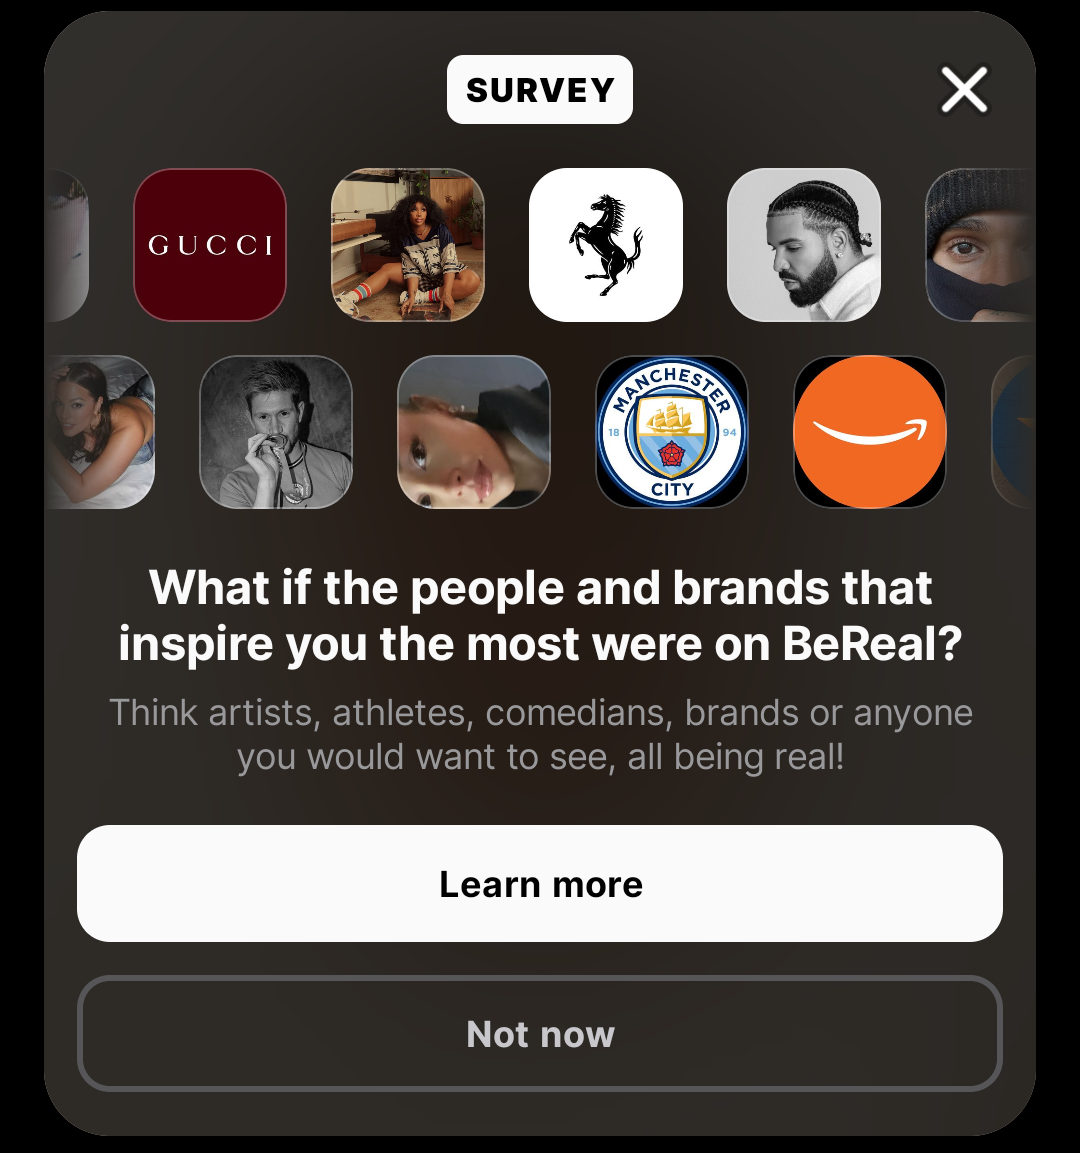 SURVEY
GUCCI
MANCHESTER
18 94
CITY
What if the people and brands that
inspire you the most were on BeReal?
Think artists, athletes, comedians, brands or anyone
you would want to see, all being real!
Learn more
Not now